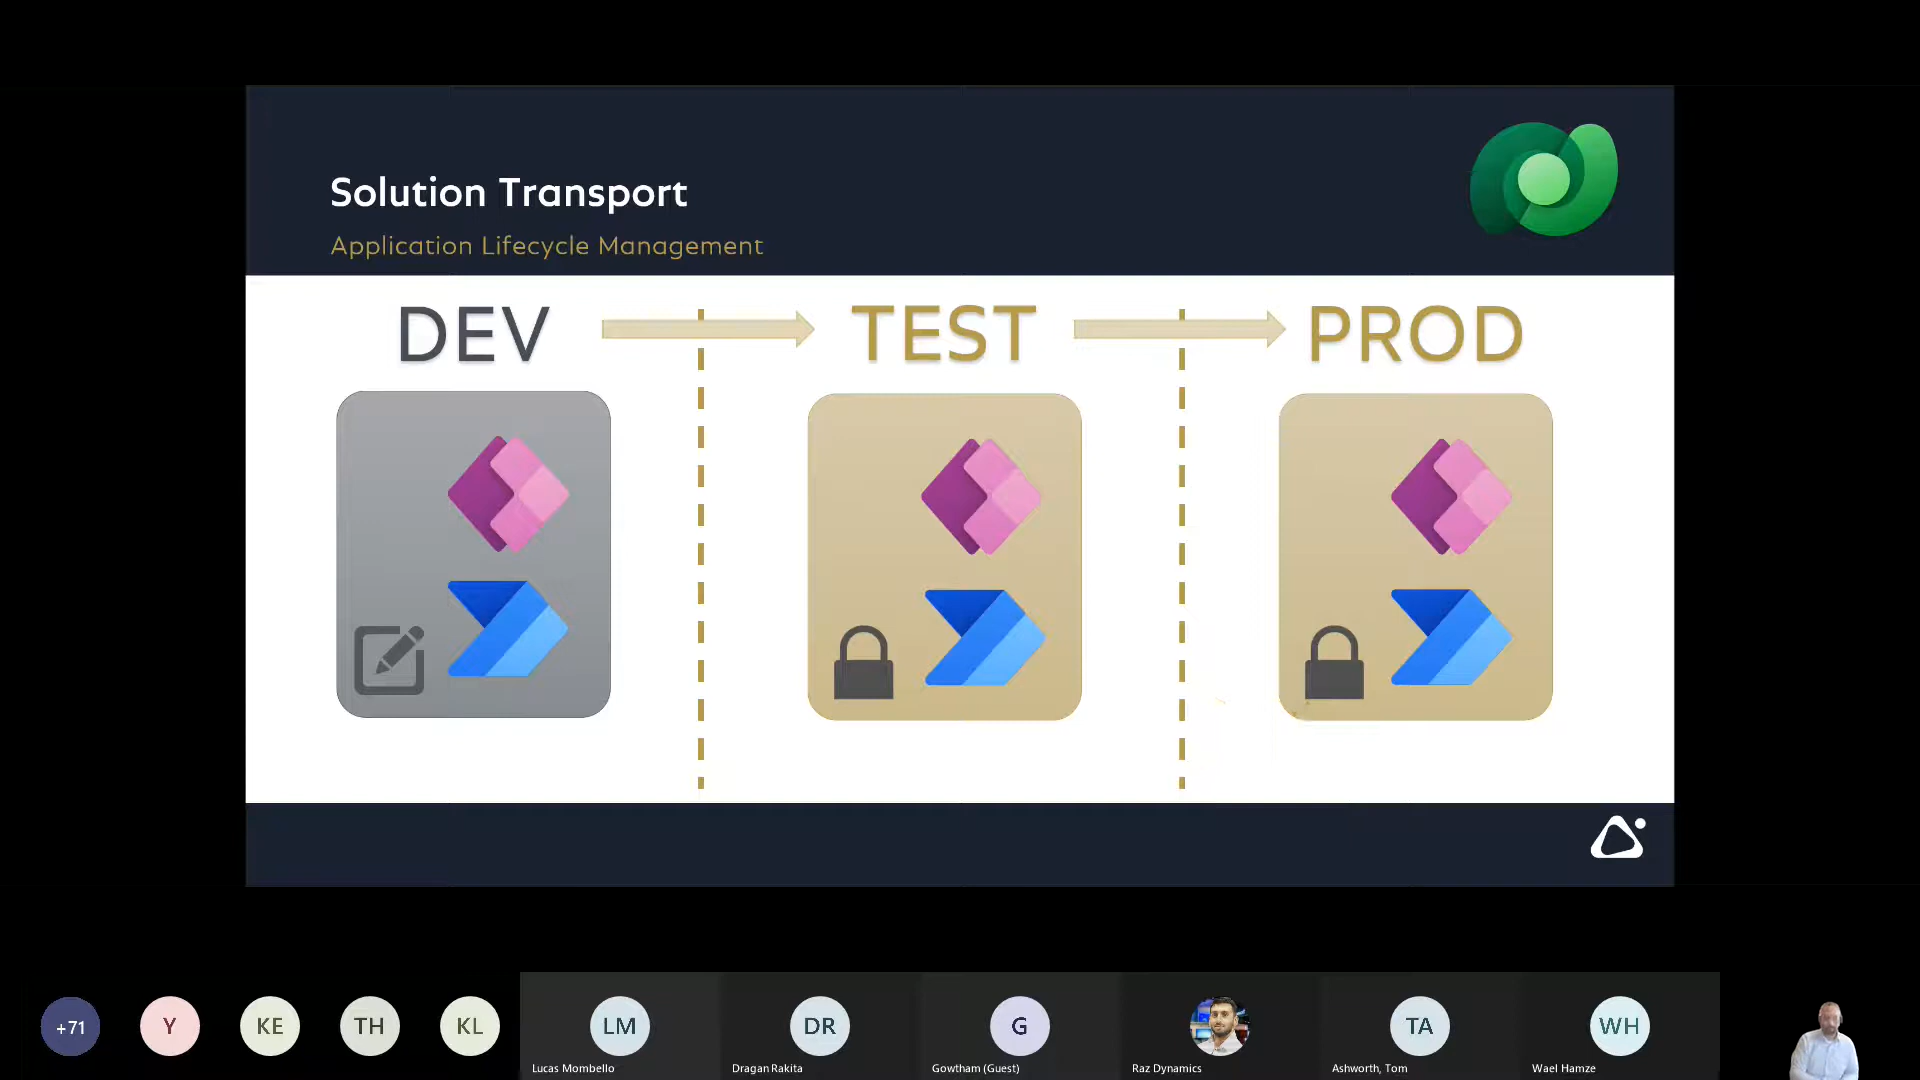 Solution Transport
Application Lifecycle Management
DEV
TEST
PROD
+71
Y
KE
TH
KL
LM
DR
G
TA
WH
Lucas Mombello
Dragan Rakita
Gowtham (Guest)
Raz Dynamics
Ashworth, Tom
Wael Hamze